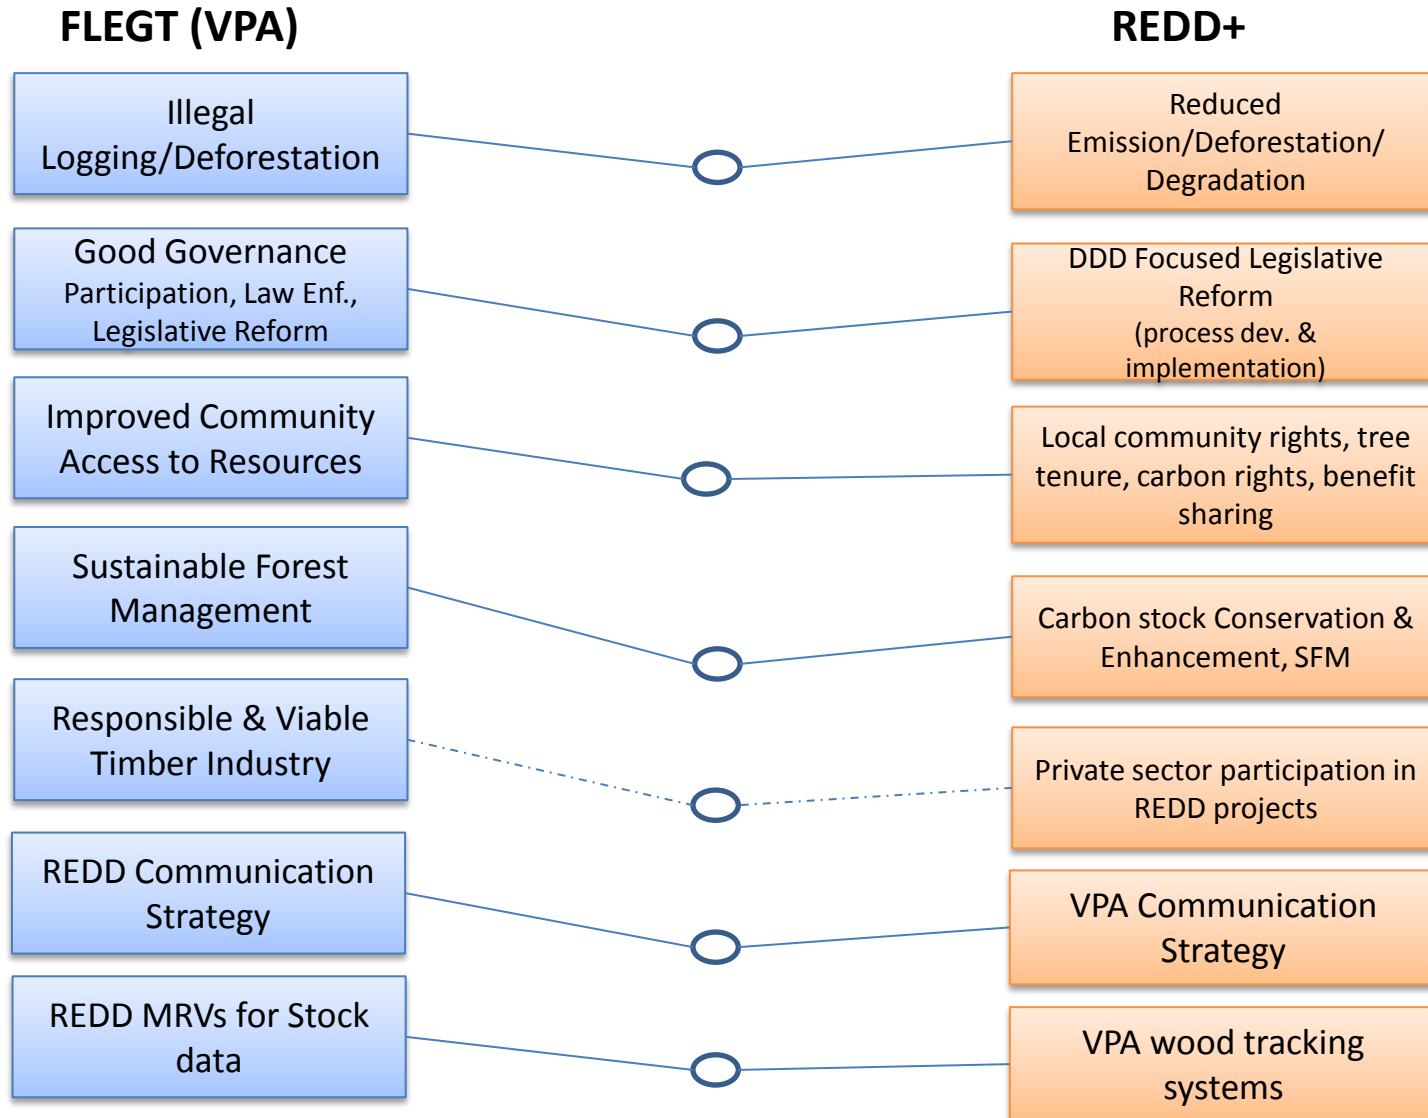 FLEGT (VPA)
REDD+
Illegal
Logging/Deforestation
Reduced
Emission/Deforestation/
Degradation
Good Governance
Participation, Law Enf.,
Legislative Reform
DDD Focused Legislative
Reform
(process dev. &
implementation)
Improved Community
Access to Resources
Local community rights, tree
tenure, carbon rights, benefit
sharing
Sustainable Forest
Management
Carbon stock Conservation &
Enhancement, SFM
Responsible & Viable
Timber Industry
Private sector participation in
REDD projects
REDD Communication
Strategy
VPA Communication
Strategy
REDD MRVs for Stock
data
VPA wood tracking
systems